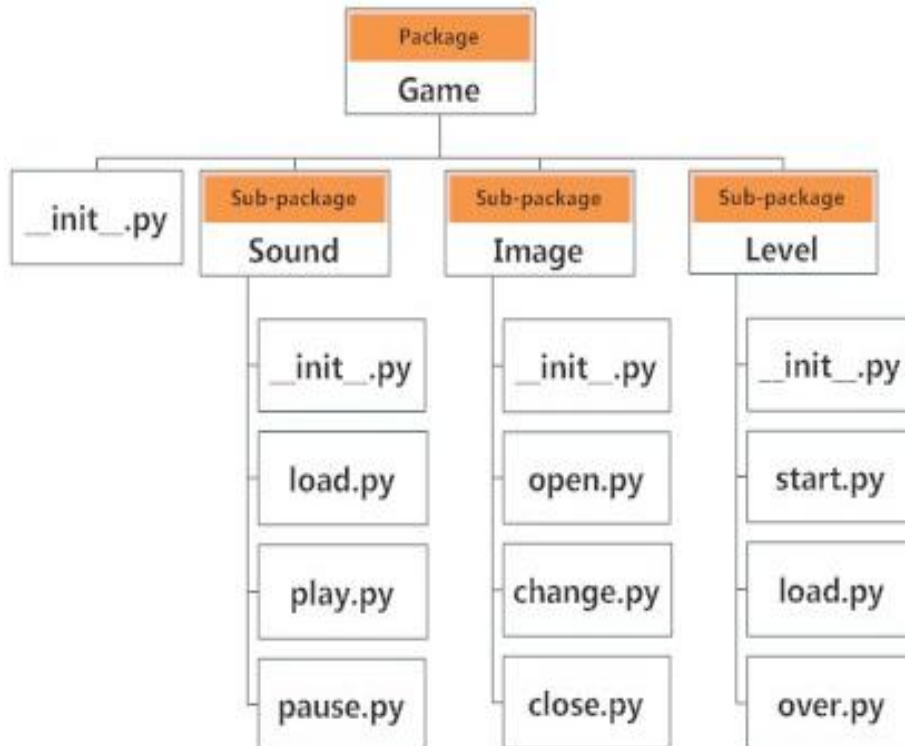 Package
Game
__init__.py
Sub-package
Sound
Sub-package
Image
Sub-package
Level
__init__.py
load.py
play.py
pause.py
__init__.py
open.py
change.py
close.py
__init__.py
start.py
load.py
over.py